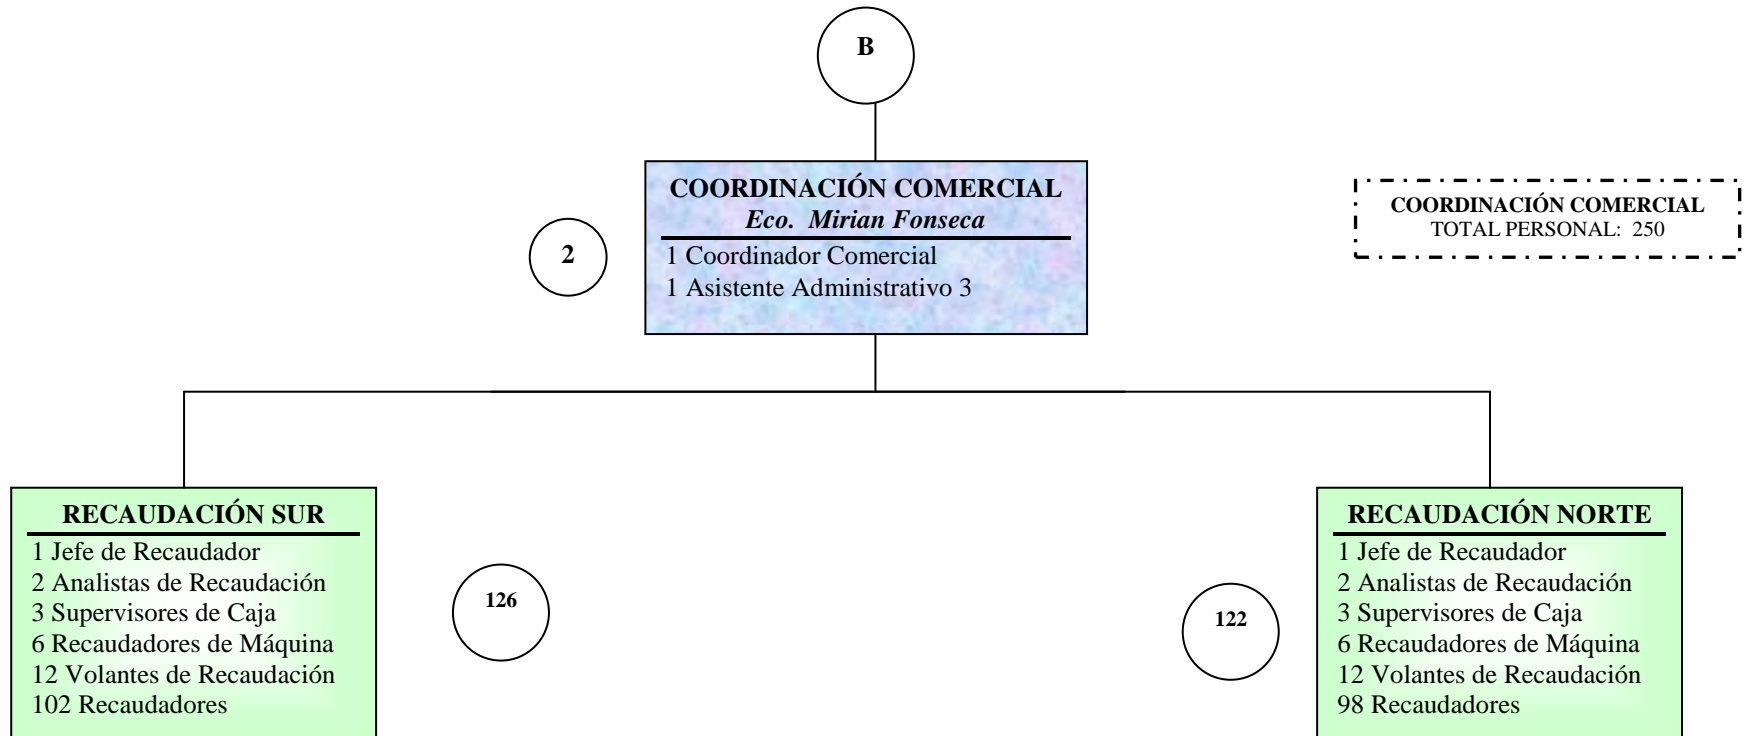 B
COORDINACIÓN COMERCIAL
Eco. Mirian Fonseca
1 Coordinador Comercial
1 Asistente Administrativo 3
2
COORDINACIÓN COMERCIAL
TOTAL PERSONAL: 250
RECAUDACIÓN SUR
1 Jefe de Recaudador
2 Analistas de Recaudación
3 Supervisores de Caja
6 Recaudadores de Máquina
12 Volantes de Recaudación
102 Recaudadores
126
122
RECAUDACIÓN NORTE
1 Jefe de Recaudador
2 Analistas de Recaudación
3 Supervisores de Caja
6 Recaudadores de Máquina
12 Volantes de Recaudación
98 Recaudadores